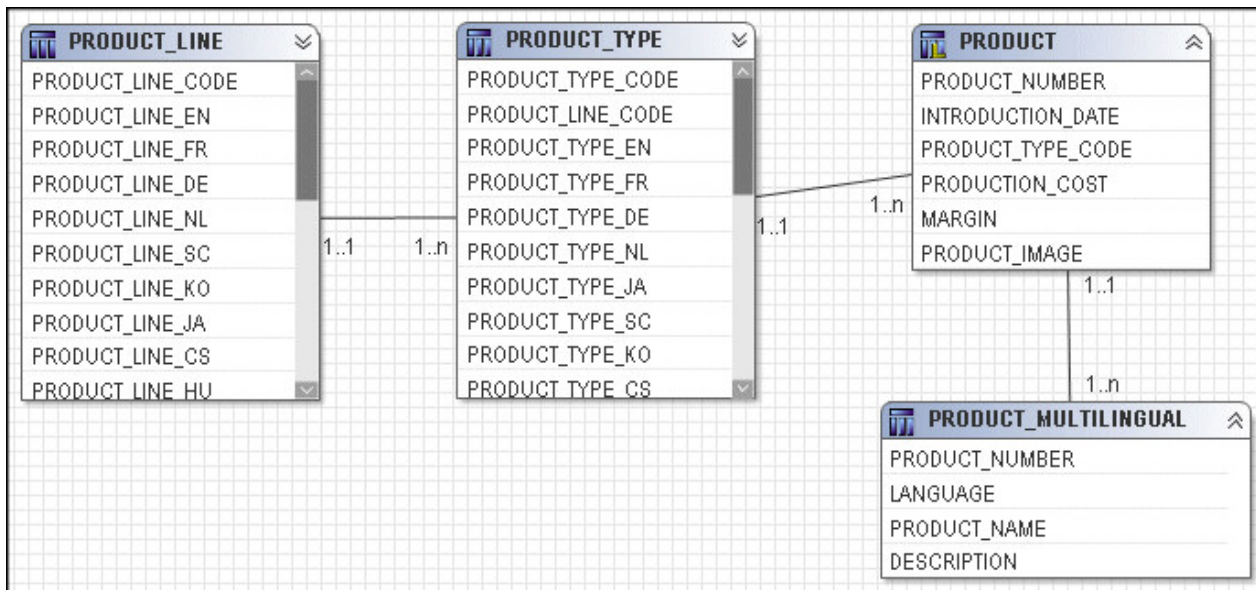 PRODUCT_LINE
PRODUCT_LINE_CODE
PRODUCT_LINE_EN
PRODUCT_LINE_FR
PRODUCT_LINE_DE
PRODUCT_LINE_NL
PRODUCT_LINE_SC
PRODUCT_LINE_KO
PRODUCT_LINE_JA
PRODUCT_LINE_CS
PRODUCT_LINE_HU
1..1
1..n
PRODUCT_TYPE
PRODUCT_TYPE_CODE
PRODUCT_LINE_CODE
PRODUCT_TYPE_EN
PRODUCT_TYPE_FR
PRODUCT_TYPE_DE
PRODUCT_TYPE_NL
PRODUCT_TYPE_JA
PRODUCT_TYPE_SC
PRODUCT_TYPE_KO
PRODUCT_TYPE_CS
1..1
1..n
PRODUCT
PRODUCT_NUMBER
INTRODUCTION_DATE
PRODUCT_TYPE_CODE
PRODUCTION_COST
MARGIN
PRODUCT_IMAGE
1..1
1..n
PRODUCT_MULTILINGUAL
PRODUCT_NUMBER
LANGUAGE
PRODUCT_NAME
DESCRIPTION